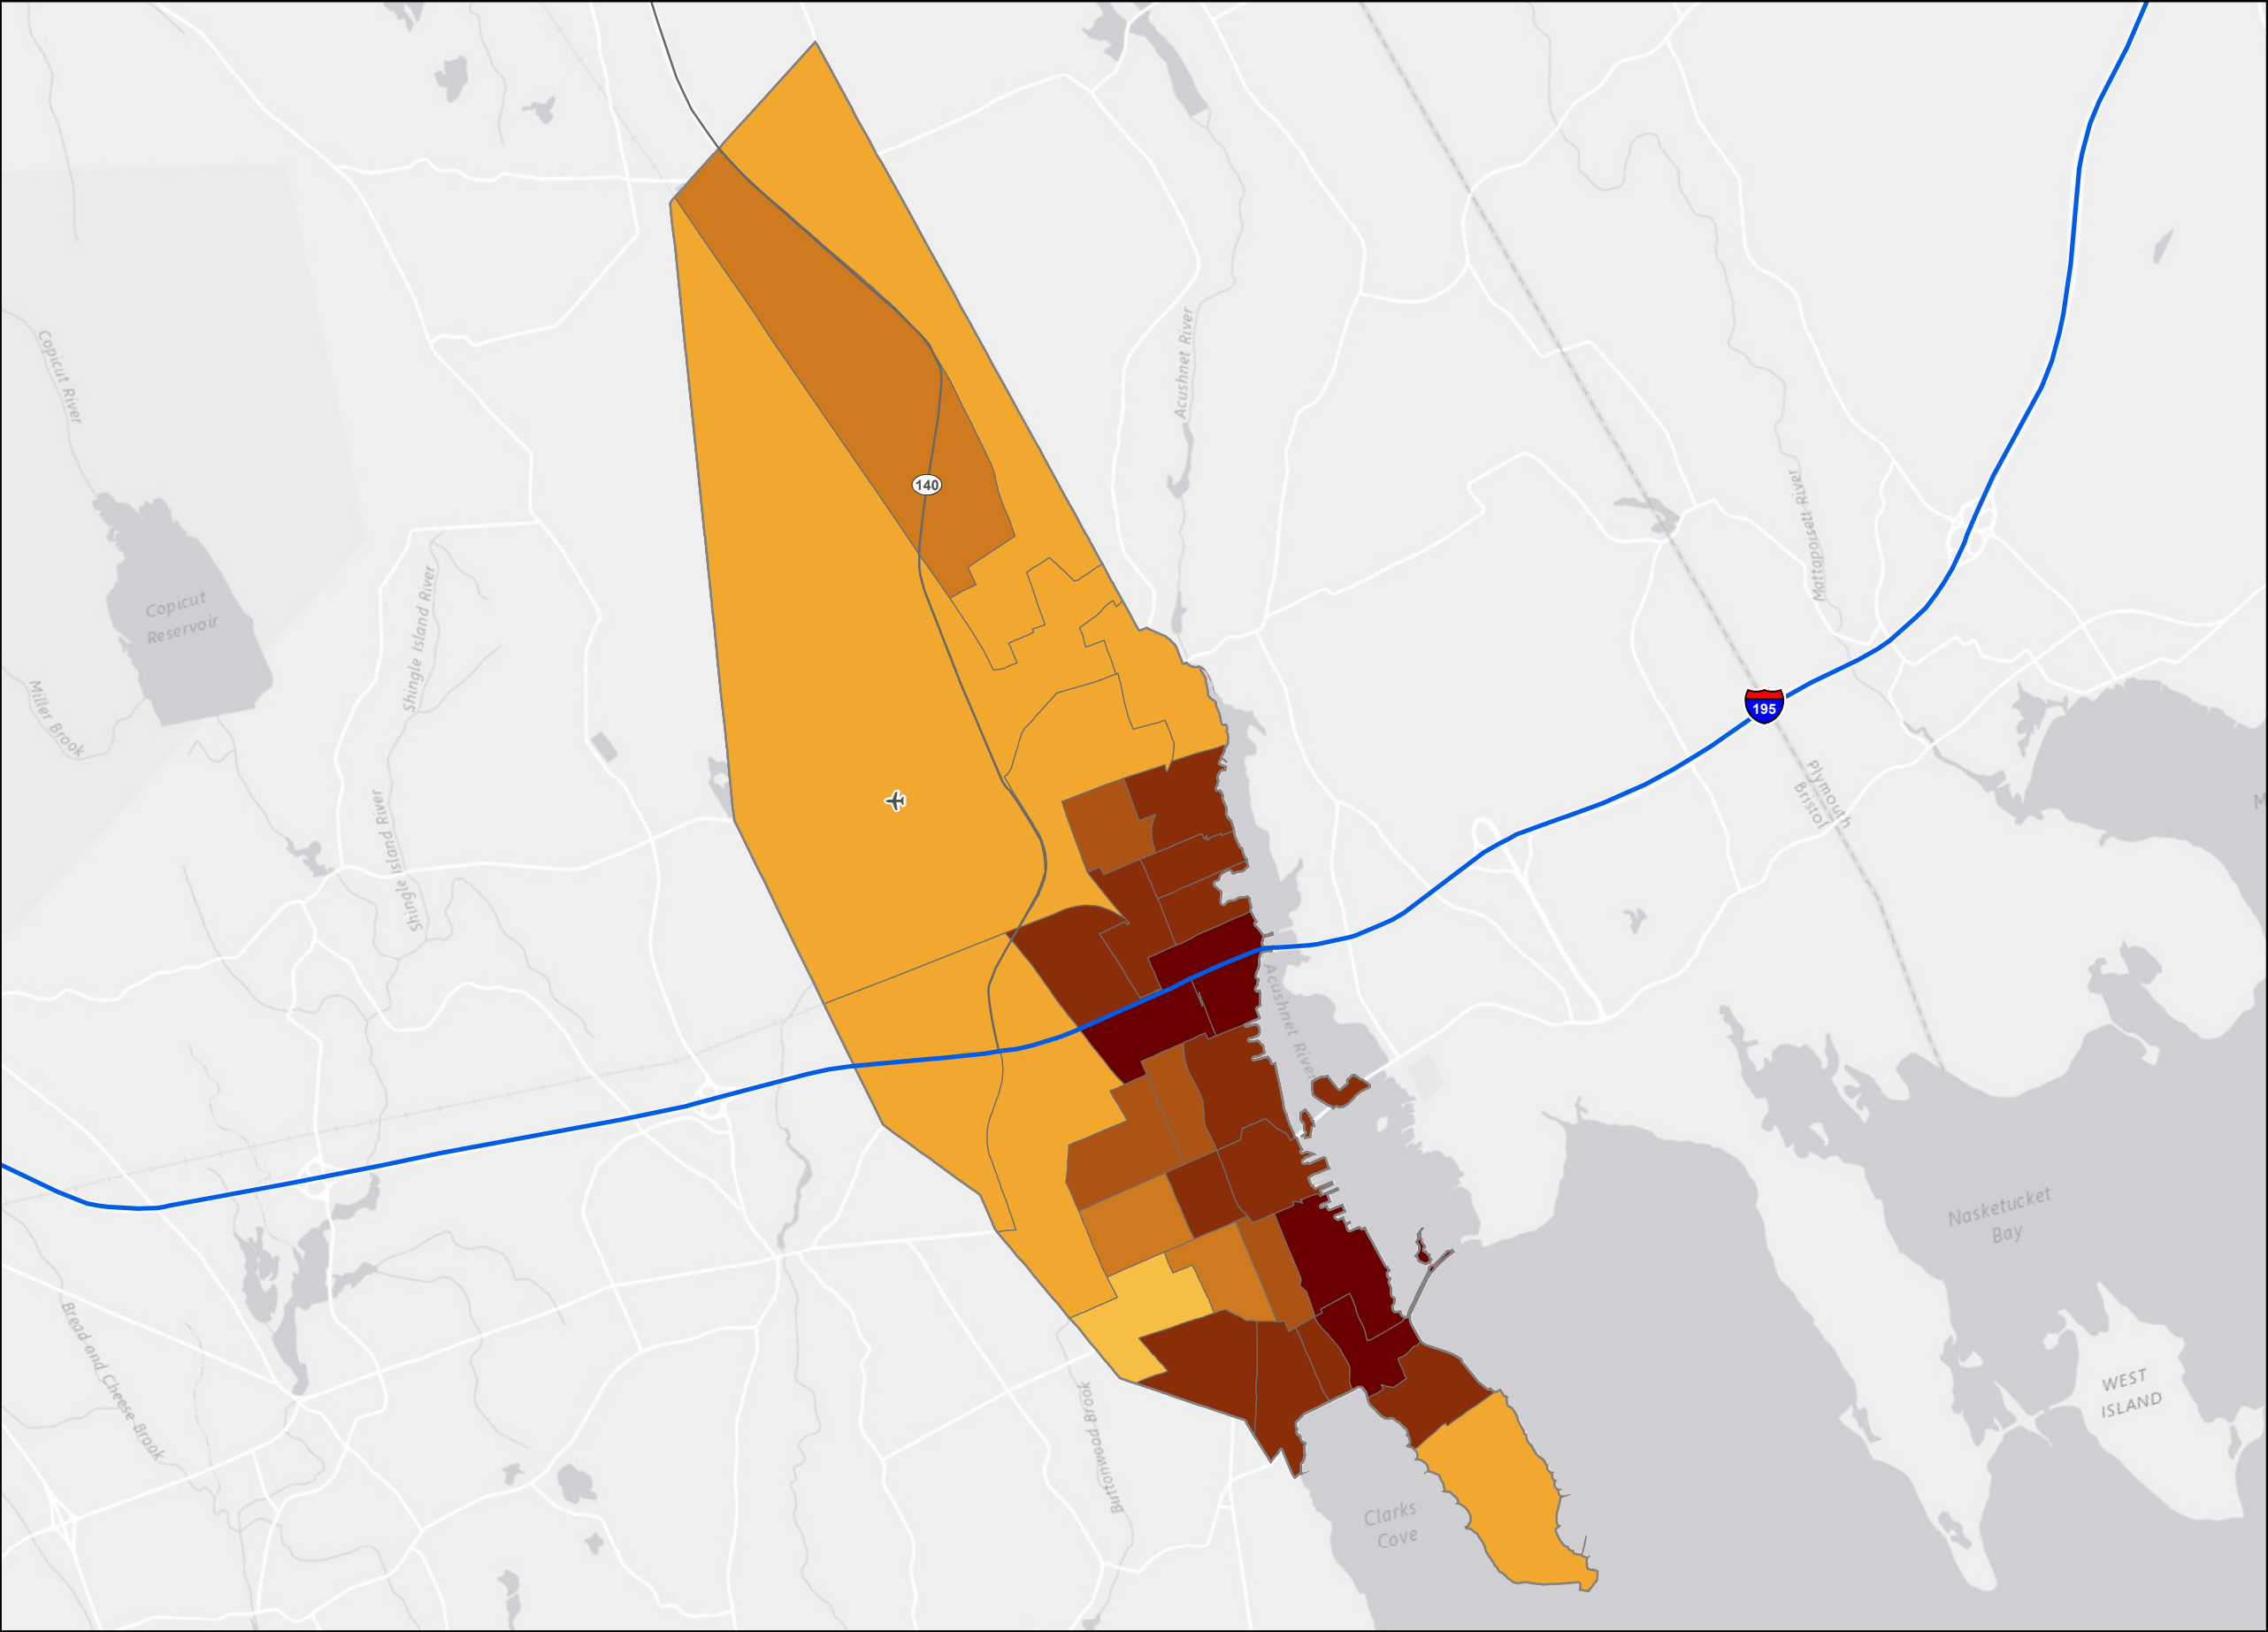 Copicut River
Acushnet River
140
Mattapoisett River
Copicut
Reservoir
Shingle Island River
Miller Brook
195
Plymouth
Bristol
Shingle Island River
Acushnet River
Nasketucket
Bay
Bread and Cheese Brook
Buttonwood Brook
WEST
ISLAND
Clarks
Cove